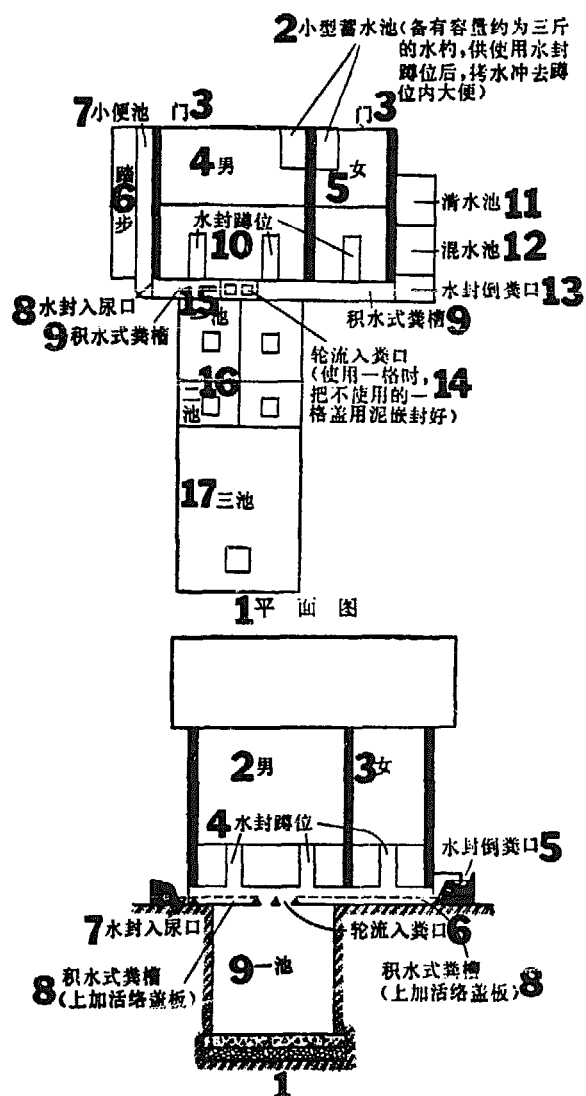 2 小型蓄水池(备有容量约为三斤
的水杓,供使用水封
蹲位后,拷水冲去蹲
位内大便)
7 小便池 门 3 门 3
4 男 5 女
踏 6 步
水封蹲位
10
清水池 11
混水池 12
水封倒粪口 13
8 水封入尿口
9 积水式粪槽
15 一池
积水式粪槽 9
轮流入粪口
(使用一格时,
把不使用的一
格盖用泥嵌封好)
14
16 二池
17 三池
1 平面图
2 男 3 女
4 水封蹲位
水封倒粪口 5
7 水封入尿口
轮流入粪口 6
8 积水式粪槽
(上加活络盖板)
9 一池
积水式粪槽
(上加活络盖板) 8
1